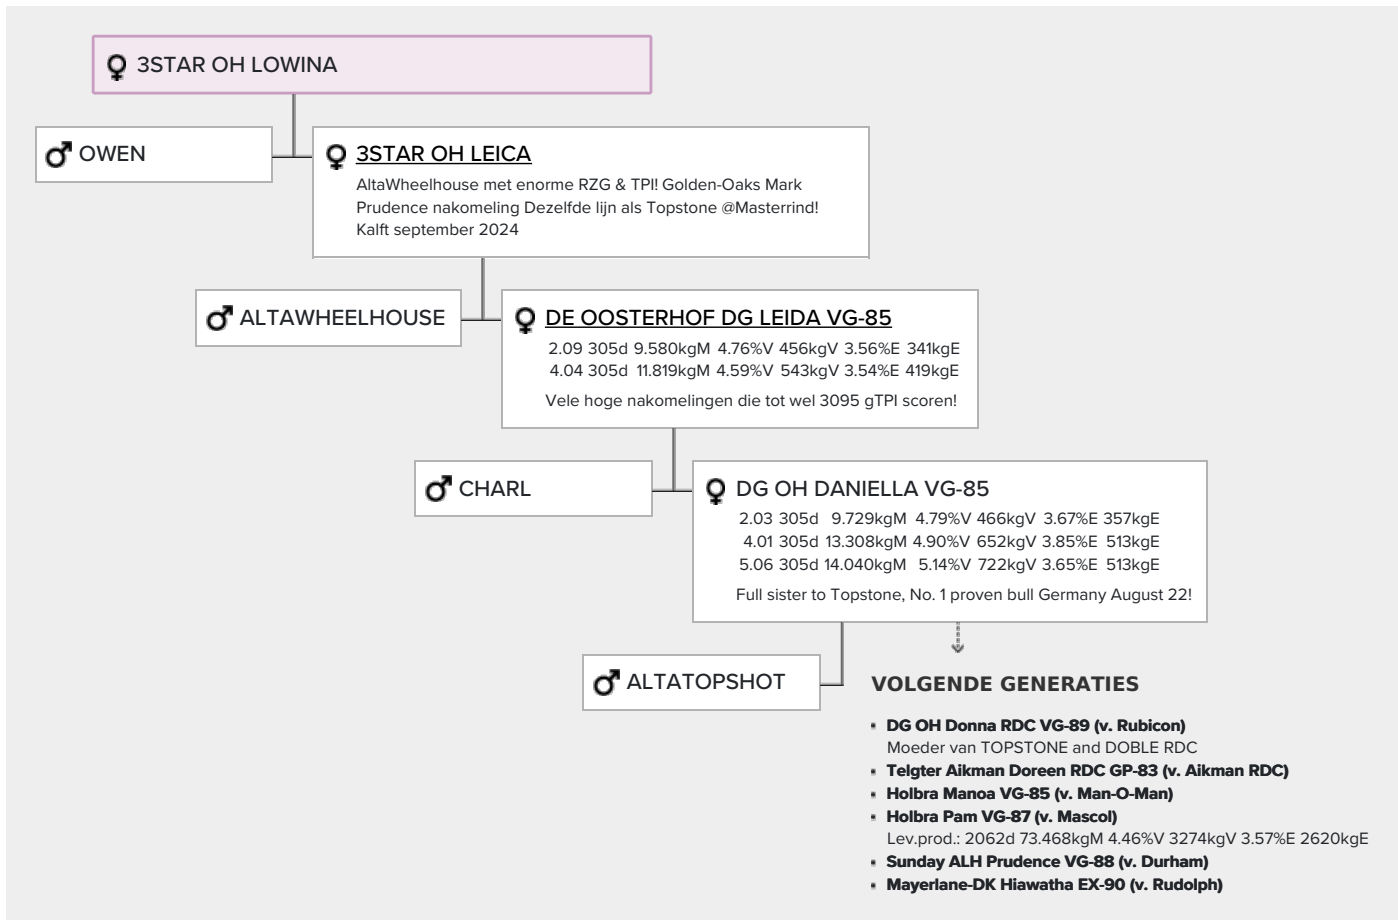 3STAR OH LOWINA
OWEN
3STAR OH LEICA
AltaWheelhouse met enorme RZG & TPI! Golden-Oaks Mark
Prudence nakomeling Dezelfde lijn als Topstone @Masterrind!
Kalft september 2024
ALTAWHEELHOUSE
DE OOSTERHOF DG LEIDA VG-85
2.09 305d 9.580kgM 4.76%V 456kgV 3.56%E 341kgE
4.04 305d 11.819kgM 4.59%V 543kgV 3.54%E 419kgE
Vele hoge nakomelingen die tot wel 3095 gTPI scoren!
CHARL
DG OH DANIELLA VG-85
2.03 305d 9.729kgM 4.79%V 466kgV 3.67%E 357kgE
4.01 305d 13.308kgM 4.90%V 652kgV 3.85%E 513kgE
5.06 305d 14.040kgM 5.14%V 722kgV 3.65%E 513kgE
Full sister to Topstone, No. 1 proven bull Germany August 22!
ALTATOPSHOT
VOLGENDE GENERATIES
DG OH Donna RDC VG-89 (v. Rubicon)
Moeder van TOPSTONE and DOBLE RDC
Telgter Aikman Doreen RDC GP-83 (v. Aikman RDC)
Holbra Manoa VG-85 (v. Man-O-Man)
Holbra Pam VG-87 (v. Mascol)
Lev.prod.: 2062d 73.468kgM 4.46%V 3274kgV 3.57%E 2620kgE
Sunday ALH Prudence VG-88 (v. Durham)
Mayerlane-DK Hiawatha EX-90 (v. Rudolph)